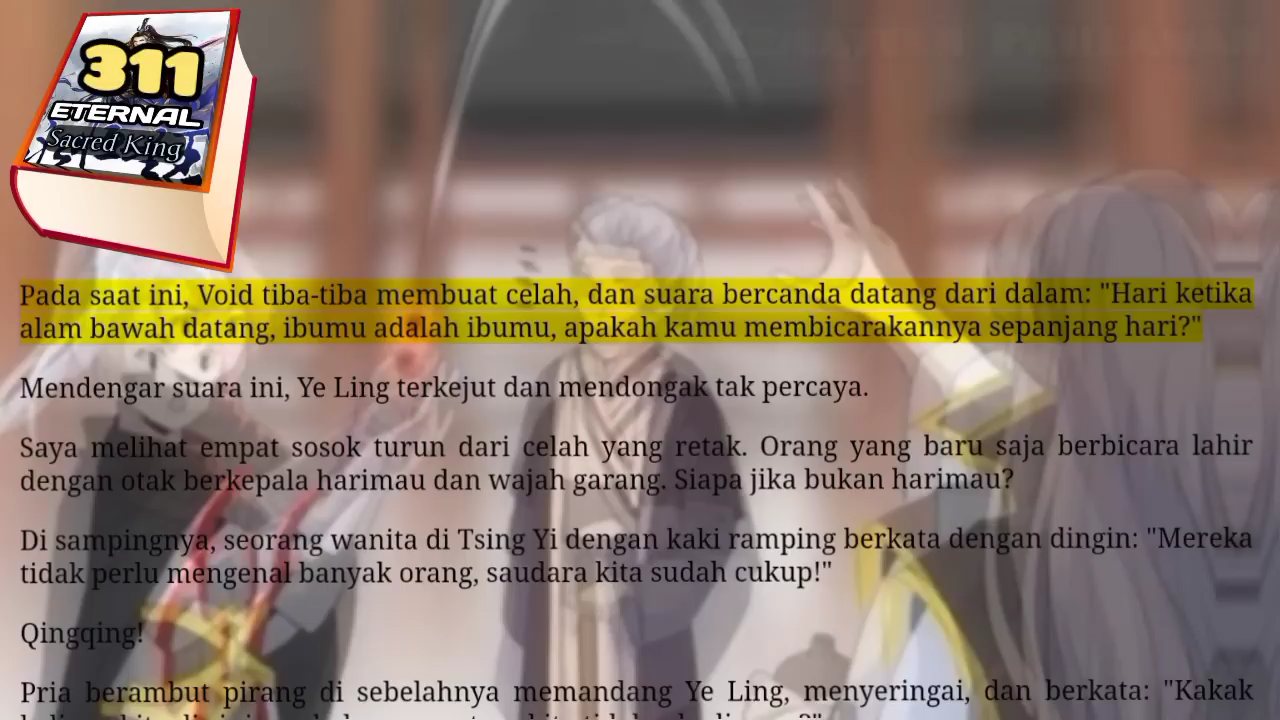 311
ETERNAL
Sacred King
Pada saat ini, Void tiba-tiba membuat celah, dan suara bercanda datang dari dalam: "Hari ketika
alam bawah datang, ibumu adalah ibumu, apakah kamu membicarakannya sepanjang hari?"
Mendengar suara ini, Ye Ling terkejut dan mendongak tak percaya.
Saya melihat empat sosok turun dari celah yang retak. Orang yang baru saja berbicara lahir
dengan otak berkepala harimau dan wajah garang. Siapa jika bukan harimau?
Di sampingnya, seorang wanita di Tsing Yi dengan kaki ramping berkata dengan dingin: "Mereka
tidak perlu mengenal banyak orang, saudara kita sudah cukup!"
Qingqing!
Pria berambut pirang di sebelahnya memandang Ye Ling, menyeringai, dan berkata: "Kakak